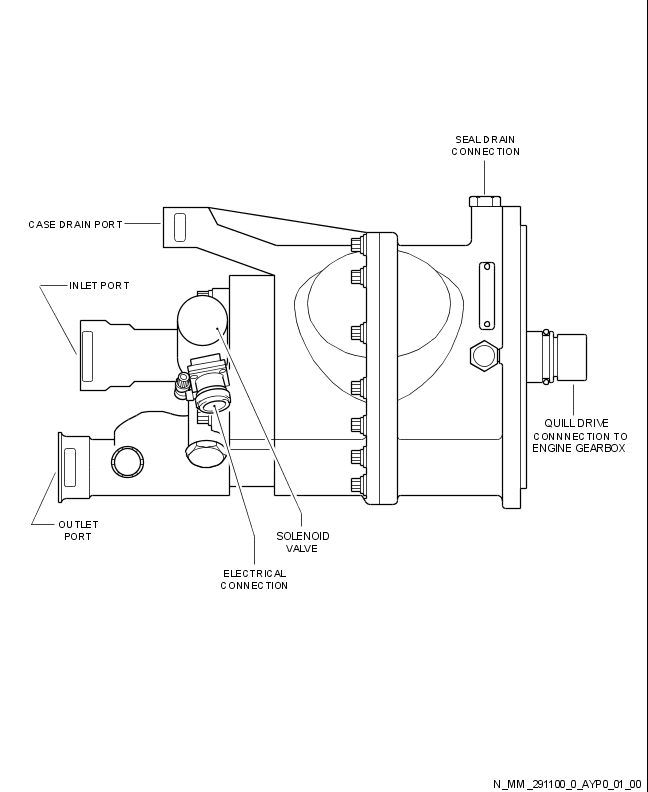 SEAL DRAIN
CONNECTION
CASE DRAIN PORT
INLET PORT
QUILL DRIVE
CONNNECTION TO
ENGINE GEARBOX
OUTLET
PORT
SOLENOID
VALVE
ELECTRICAL
CONNECTION
N_MM_291100_0_AYP0_01_00